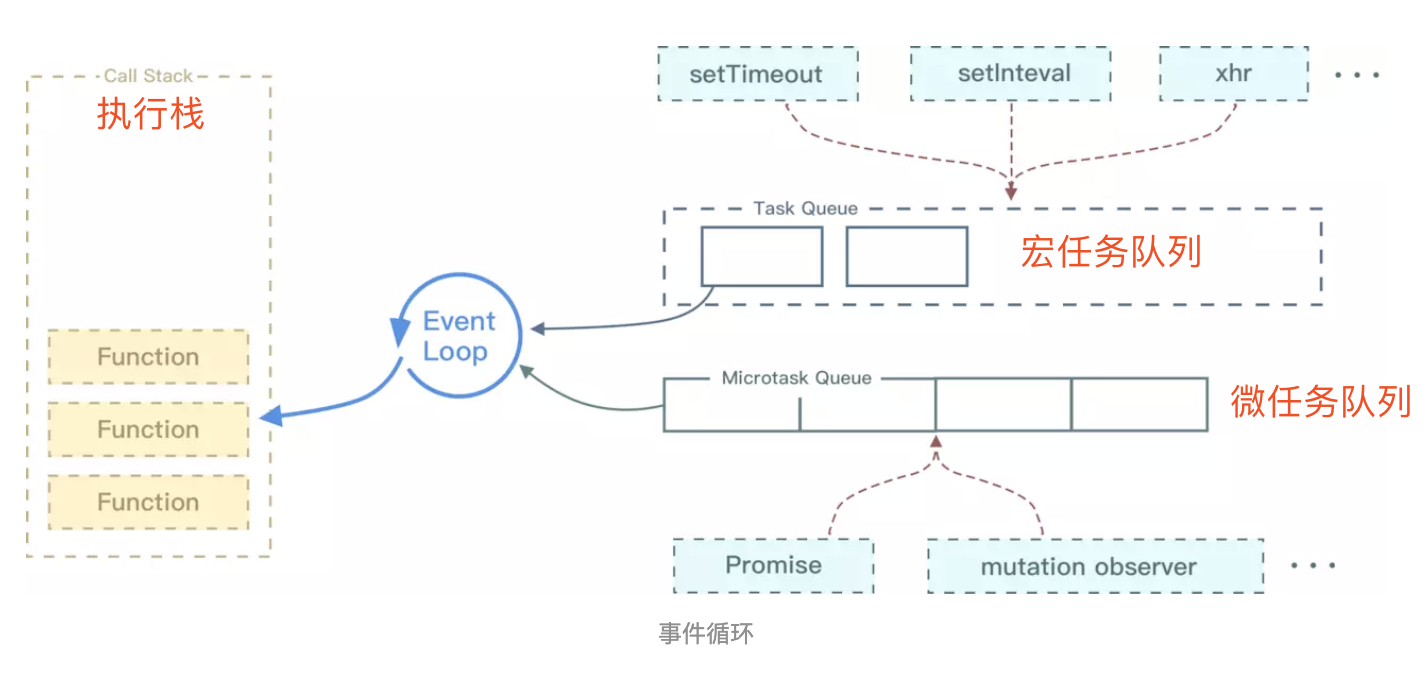 Call Stack
执行栈
Function
Function
Function
Event
Loop
setTimeout
setInteval
xhr
...
Task Queue
宏任务队列
Microtask Queue
微任务队列
Promise
mutation observer
...
事件循环